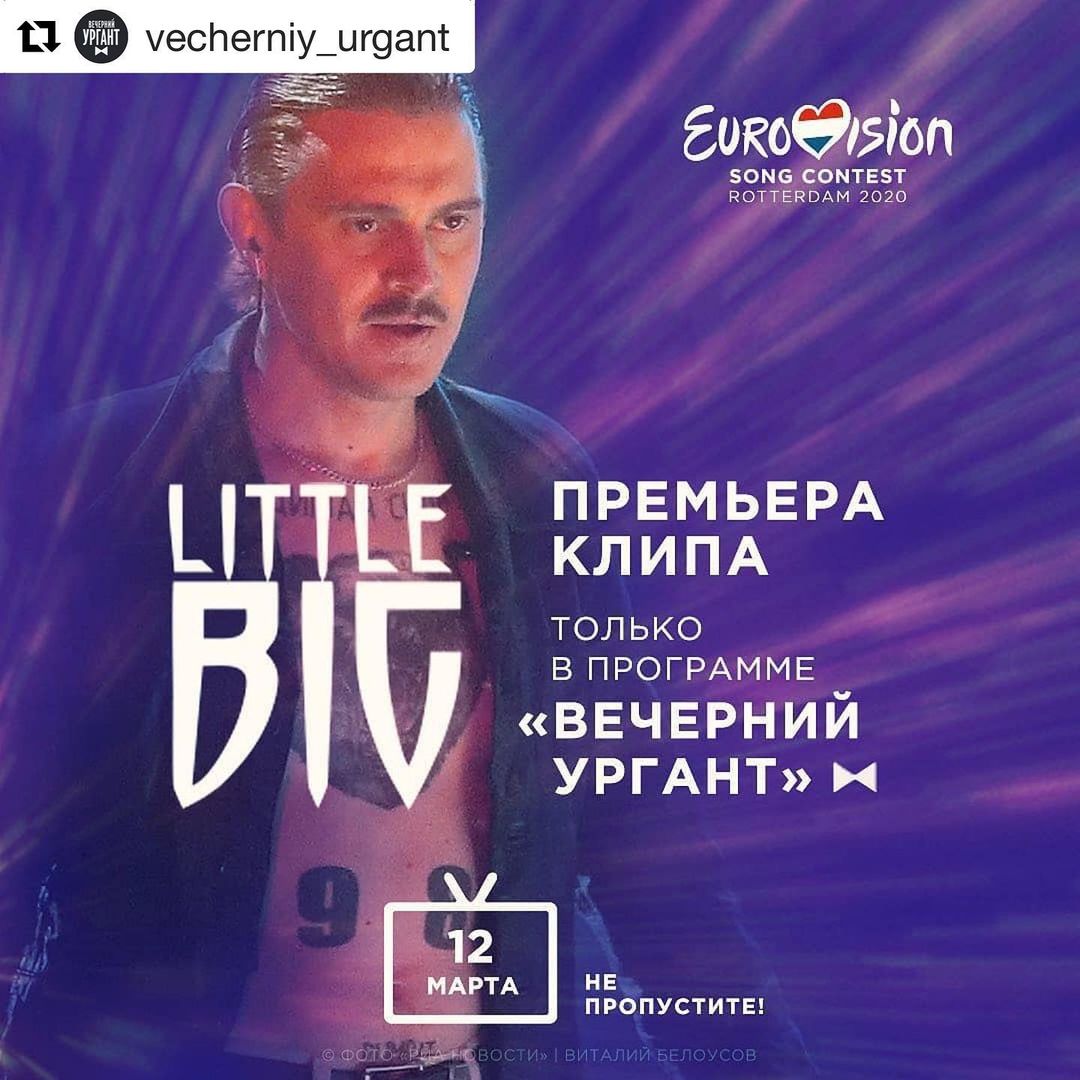 ВЕЧЕРНИЙ
УРГАНТ
vecherniy_urgant
EUROVISION
SONG CONTEST
ROTTERDAM 2020
LITTLE
BIG
ПРЕМЬЕРА
КЛИПА
ТОЛЬКО
В ПРОГРАММЕ
«ВЕЧЕРНИЙ
УРГАНТ»
98
12
МАРТА
НЕ
ПРОПУСТИТЕ!
© ФОТО «РИА НОВОСТИ» | ВИТАЛИЙ БЕЛОУСОВ